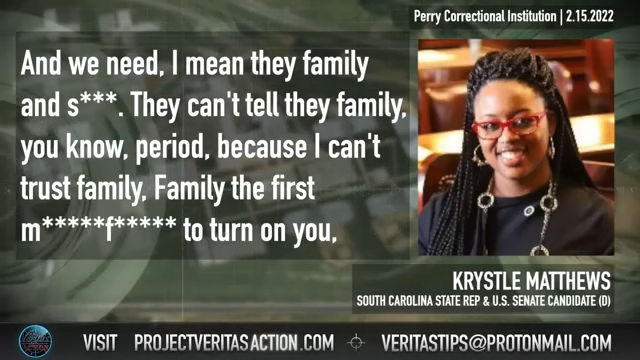 Perry Correctional Institution | 2.15.2022
And we need, I mean they family
and s***. They can't tell they family,
you know, period, because I can't
trust family, Family the first
m*****f***** to turn on you,
KRYSTLE MATTHEWS
SOUTH CAROLINA STATE REP & U.S. SENATE CANDIDATE (D)
VISIT PROJECTVERITASACTION.COM VERITASTIPS@PROTONMAIL.COM